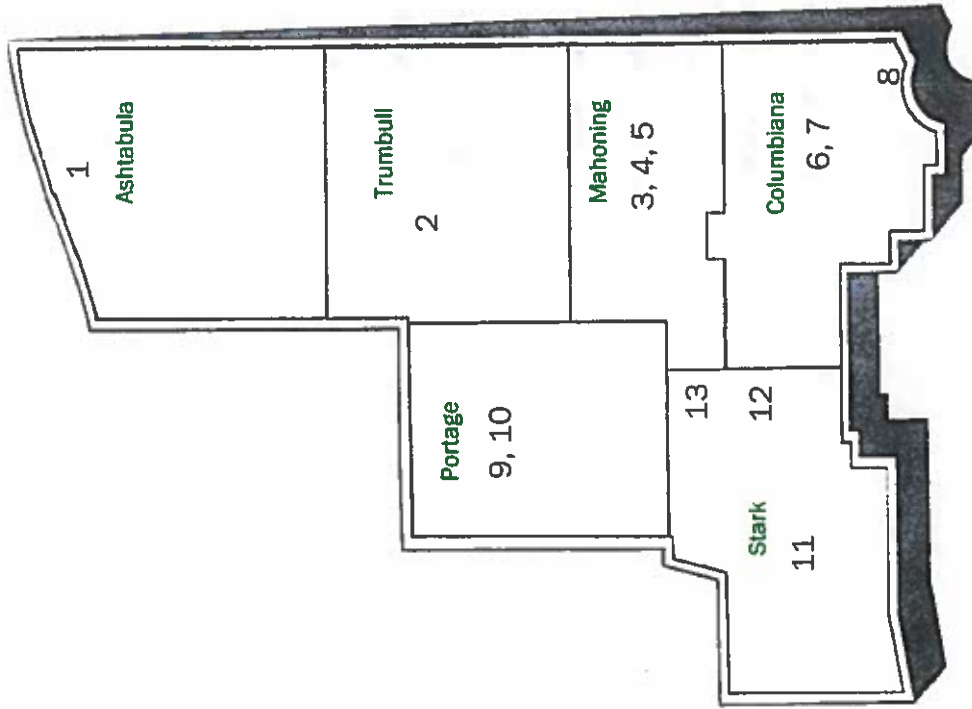 1
Ashtabula
Trumbull
2
Mahoning
3, 4, 5
Columbiana
6, 7
8
Portage
9, 10
13
12
Stark
11